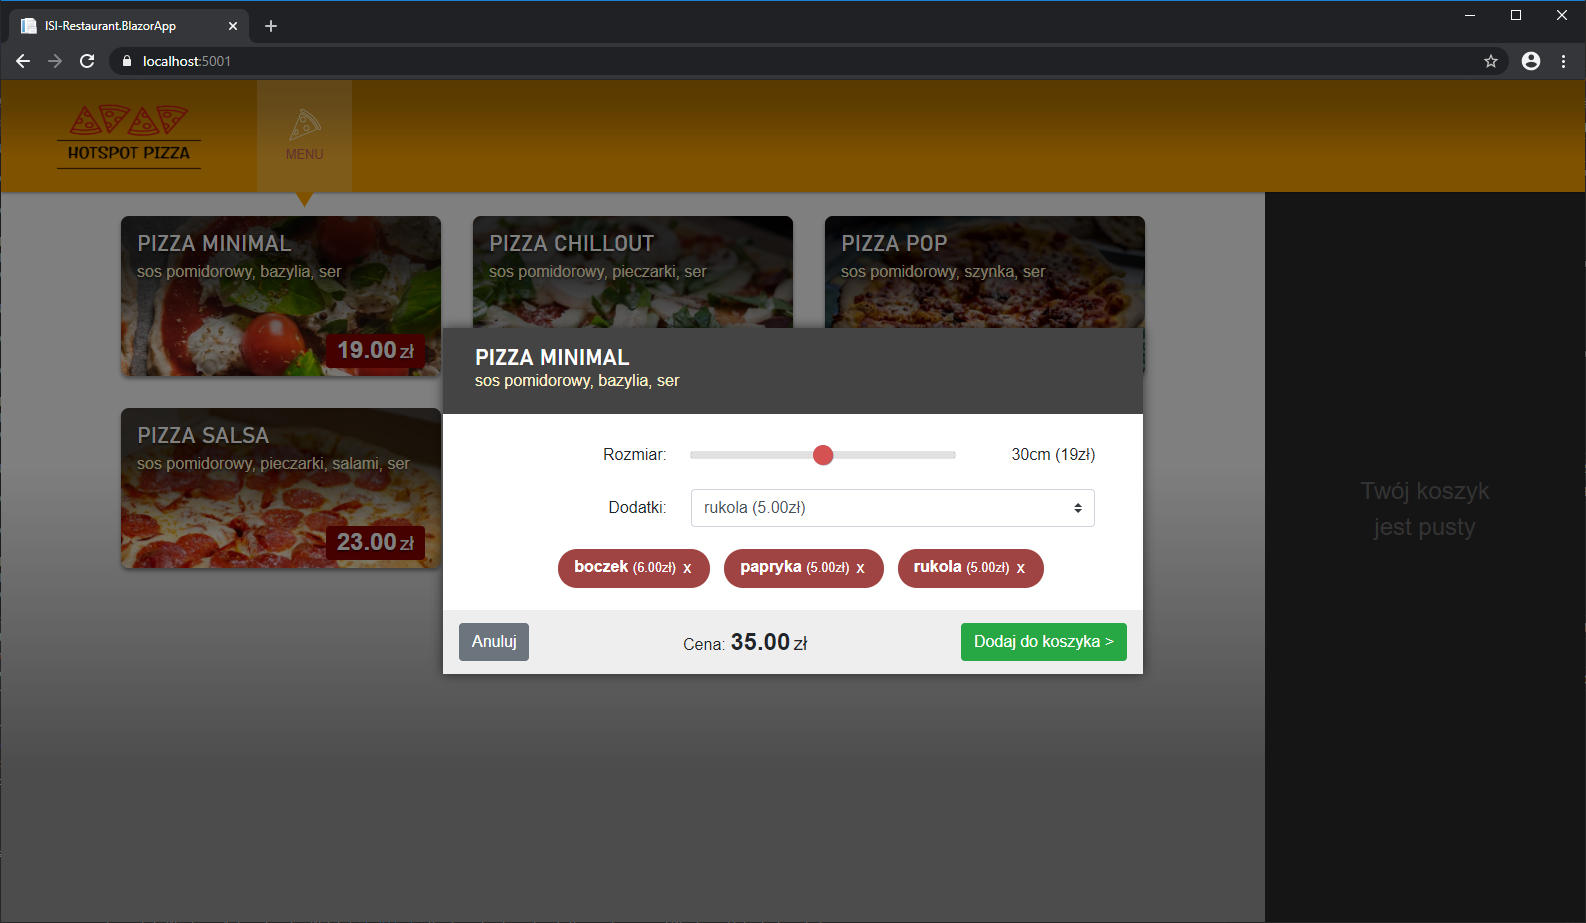 ISI-Restaurant.BlazorApp
localhost:5001
HOTSPOT PIZZA
MENU
PIZZA MINIMAL
sos pomidorowy, bazylia, ser
19.00 zł
PIZZA CHILLOUT
sos pomidorowy, pieczarki, ser
PIZZA POP
sos pomidorowy, szynka, ser
PIZZA SALSA
sos pomidorowy, pieczarki, salami, ser
23.00 zł
PIZZA MINIMAL
sos pomidorowy, bazylia, ser
Rozmiar: 30cm (19zł)
Dodatki: rukola (5.00zł)
boczek (6.00zł) x papryka (5.00zł) x rukola (5.00zł) x
Anuluj Cena: 35.00 zł Dodaj do koszyka >
Twój koszyk
jest pusty